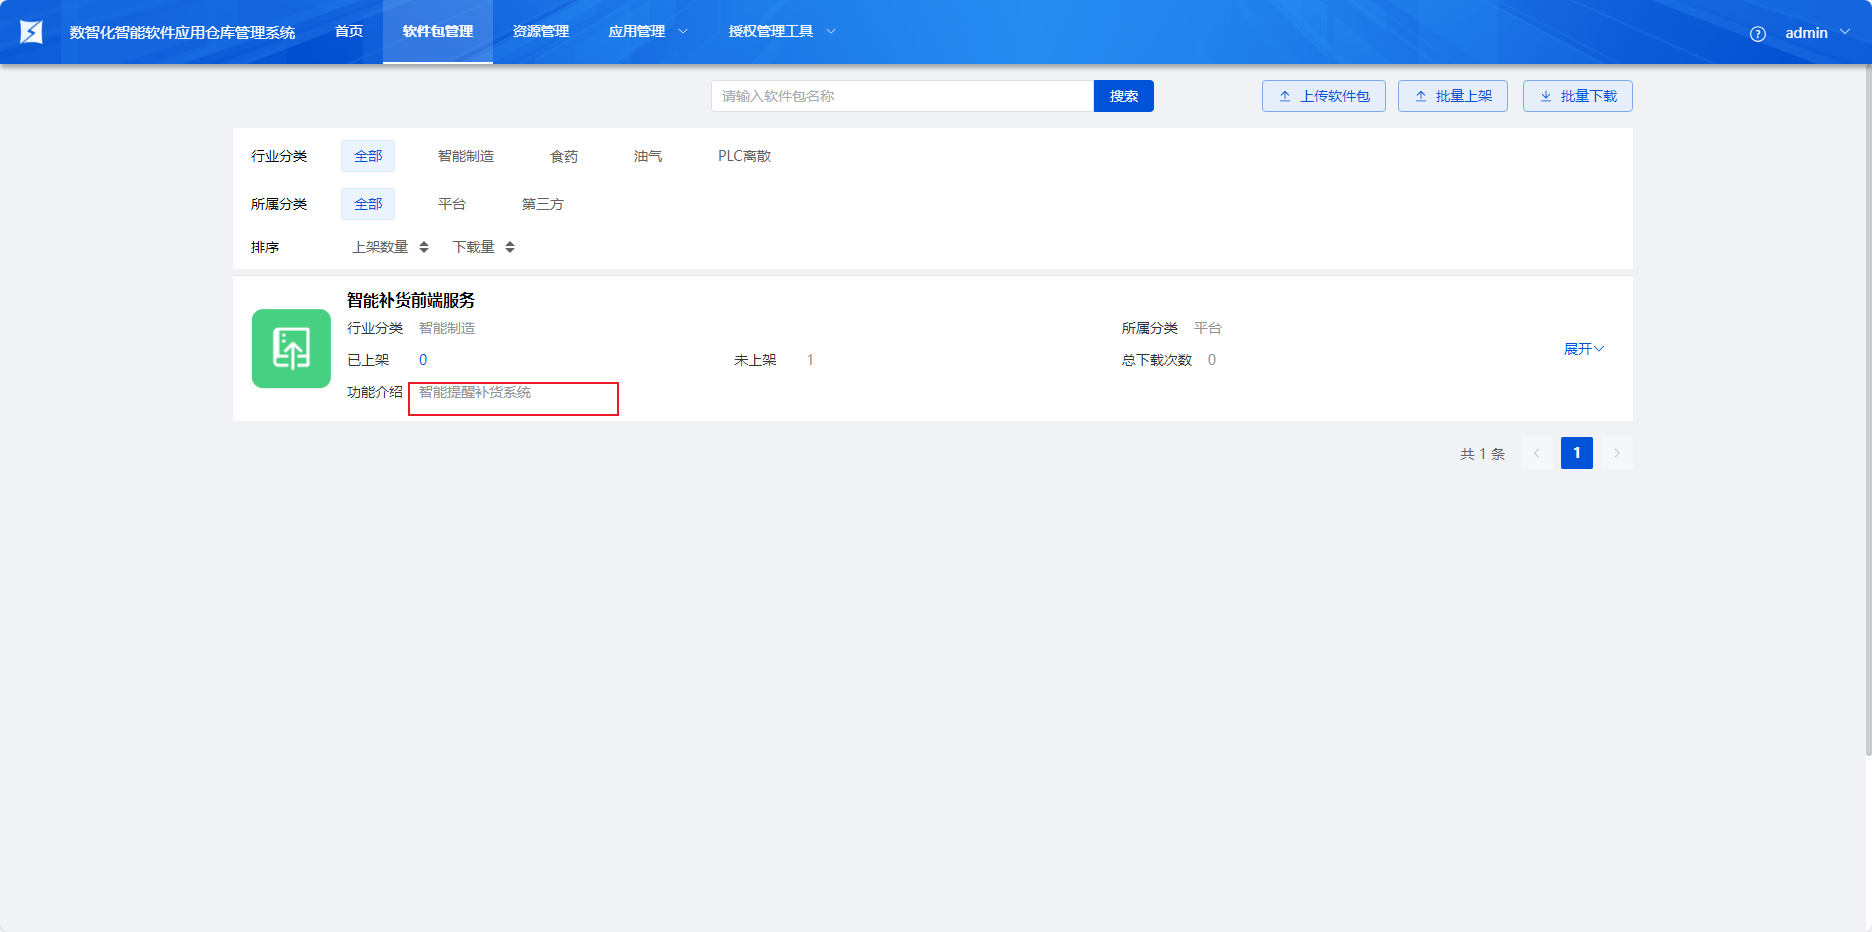 数智化智能软件应用仓库管理系统 首页 软件包管理 资源管理 应用管理 授权管理工具 ? admin
请输入软件包名称 搜索 上传软件包 批量上架 批量下载
行业分类 全部 智能制造 食药 油气 PLC离散
所属分类 全部 平台 第三方
排序 上架数量 下载量
智能补货前端服务
行业分类 智能制造 所属分类 平台
已上架 0 未上架 1 总下载次数 0
展开
功能介绍 智能提醒补货系统
共 1 条 1